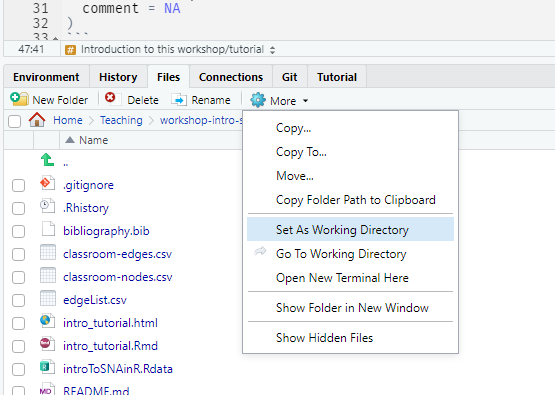 31 comment = NA
32 )
33 ```
47:41 # Introduction to this workshop/tutorial
Environment History Files Connections Git Tutorial
New Folder Delete Rename More
Home Teaching workshop-intro-s
Name
..
.gitignore
.Rhistory
bibliography.bib
classroom-edges.csv
classroom-nodes.csv
edgeList.csv
intro_tutorial.html
intro_tutorial.Rmd
introToSNAinR.Rdata
MD README.md
Copy...
Copy To...
Move...
Copy Folder Path to Clipboard
Set As Working Directory
Go To Working Directory
Open New Terminal Here
Show Folder in New Window
Show Hidden Files